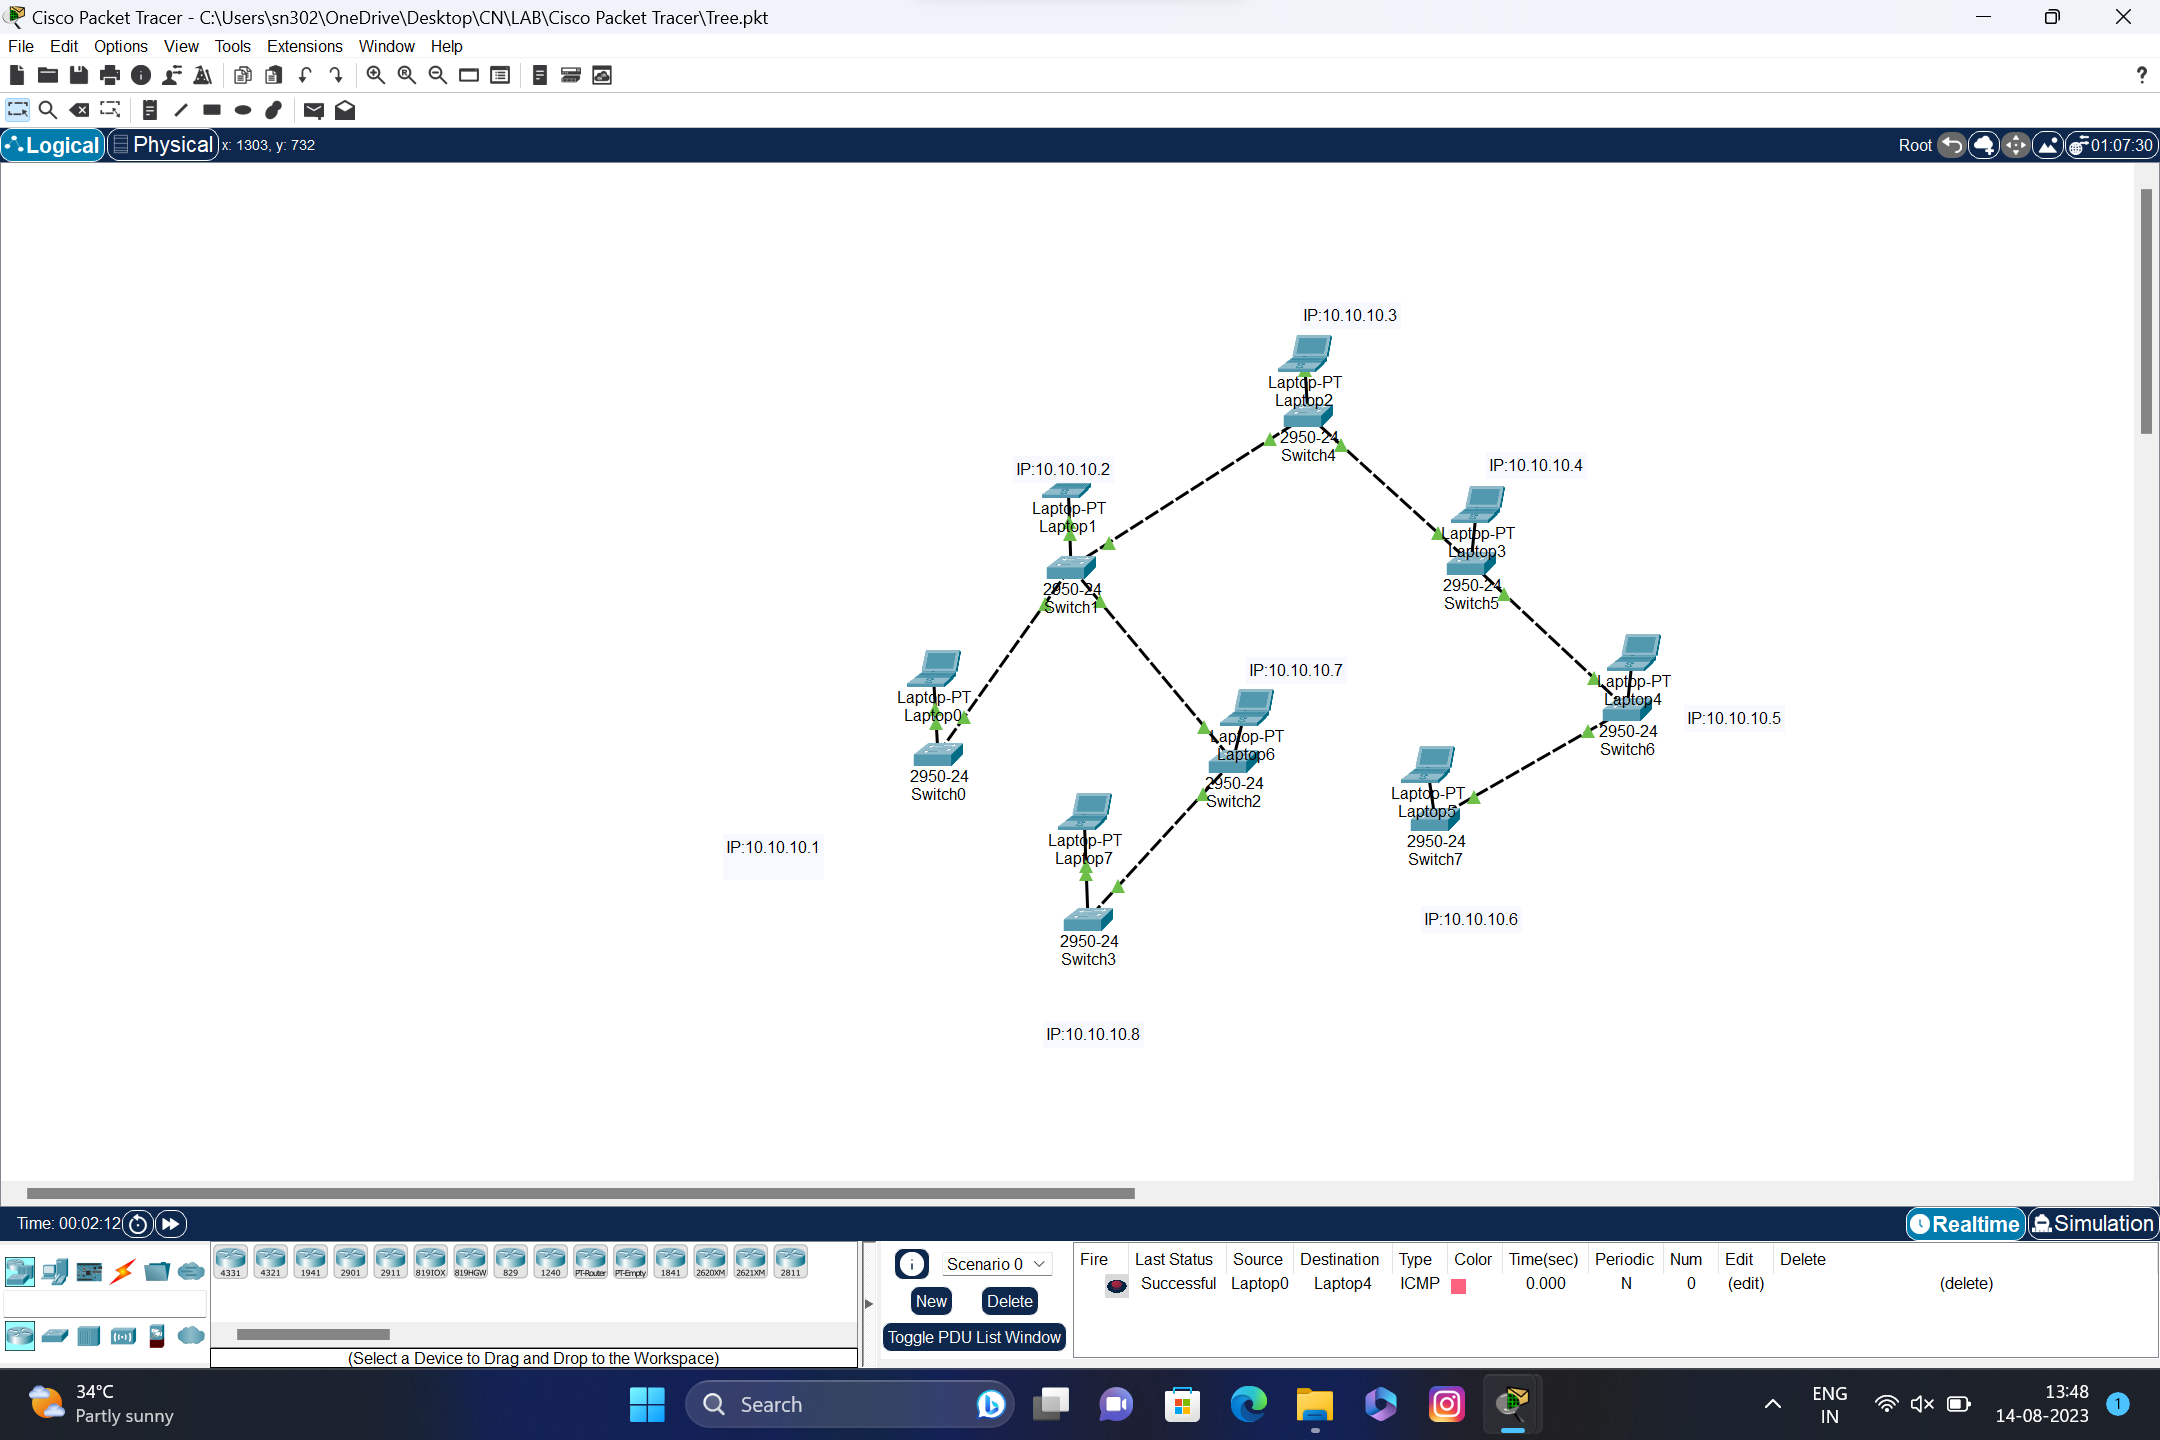 Cisco Packet Tracer - C:\Users\sn302\OneDrive\Desktop\CN\LAB\Cisco Packet Tracer\Tree.pkt
File Edit Options View Tools Extensions Window Help
?
Logical Physical x: 1303, y: 732 Root 01:07:30
IP:10.10.10.3
Laptop-PT
Laptop2
2950-24
Switch4
IP:10.10.10.2
Laptop-PT
Laptop1
2950-24
Switch1
IP:10.10.10.4
Laptop-PT
Laptop3
2950-24
Switch5
Laptop-PT
Laptop0
2950-24
Switch0
IP:10.10.10.7
Laptop-PT
Laptop6
2950-24
Switch2
Laptop-PT
Laptop4
2950-24
Switch6
IP:10.10.10.5
Laptop-PT
Laptop5
2950-24
Switch7
IP:10.10.10.1
Laptop-PT
Laptop7
2950-24
Switch3
IP:10.10.10.6
IP:10.10.10.8
Time: 00:02:12 Realtime Simulation
4331 4321 1941 2901 2911 819IOX 819HGW 829 1240 PT-Router PT-Empty 1841 2620XM 2621XM 2811
(Select a Device to Drag and Drop to the Workspace)
Scenario 0
New Delete
Toggle PDU List Window
Fire Last Status Source Destination Type Color Time(sec) Periodic Num Edit Delete
Successful Laptop0 Laptop4 ICMP 0.000 N 0 (edit) (delete)
34°C
Partly sunny
Search
ENG
IN
13:48
14-08-2023
1